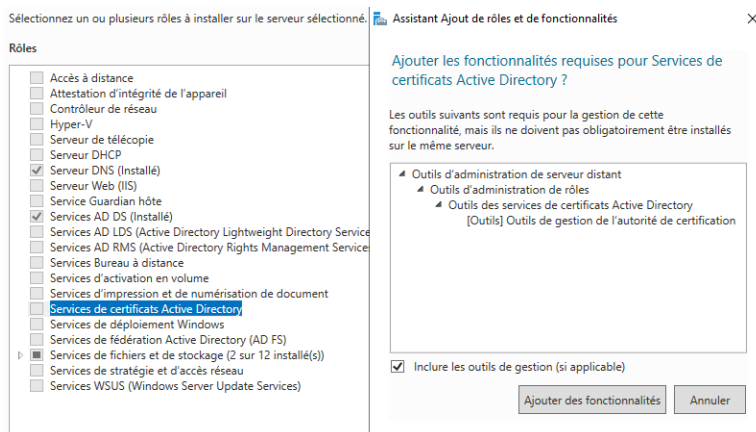 Sélectionnez un ou plusieurs rôles à installer sur le serveur sélectionné.
Rôles
Accès à distance
Attestation d'intégrité de l'appareil
Contrôleur de réseau
Hyper-V
Serveur de télécopie
Serveur DHCP
Serveur DNS (Installé)
Serveur Web (IIS)
Service Guardian hôte
Services AD DS (Installé)
Services AD LDS (Active Directory Lightweight Directory Service
Services AD RMS (Active Directory Rights Management Service
Services Bureau à distance
Services d'activation en volume
Services d'impression et de numérisation de document
Services de certificats Active Directory
Services de déploiement Windows
Services de fédération Active Directory (AD FS)
Services de fichiers et de stockage (2 sur 12 installé(s))
Services de stratégie et d'accès réseau
Services WSUS (Windows Server Update Services)
Assistant Ajout de rôles et de fonctionnalités
Ajouter les fonctionnalités requises pour Services de
certificats Active Directory ?
Les outils suivants sont requis pour la gestion de cette
fonctionnalité, mais ils ne doivent pas obligatoirement être installés
sur le même serveur.
Outils d'administration de serveur distant
Outils d'administration de rôles
Outils des services de certificats Active Directory
[Outils] Outils de gestion de l'autorité de certification
Inclure les outils de gestion (si applicable)
Ajouter des fonctionnalités
Annuler